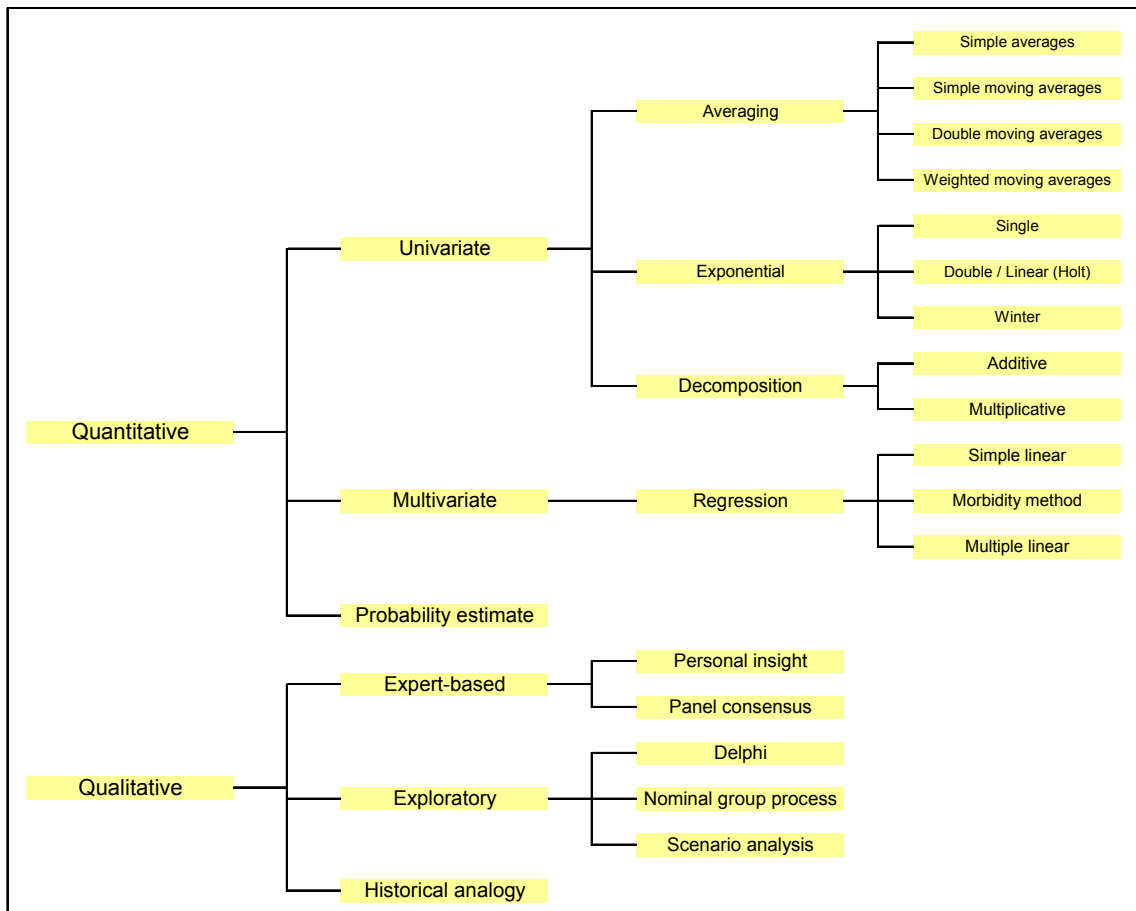 Simple averages
Simple moving averages
Averaging
Double moving averages
Weighted moving averages
Single
Univariate
Exponential
Double / Linear (Holt)
Winter
Additive
Decomposition
Multiplicative
Quantitative
Simple linear
Multivariate
Regression
Morbidity method
Multiple linear
Probability estimate
Personal insight
Expert-based
Panel consensus
Delphi
Qualitative
Exploratory
Nominal group process
Scenario analysis
Historical analogy